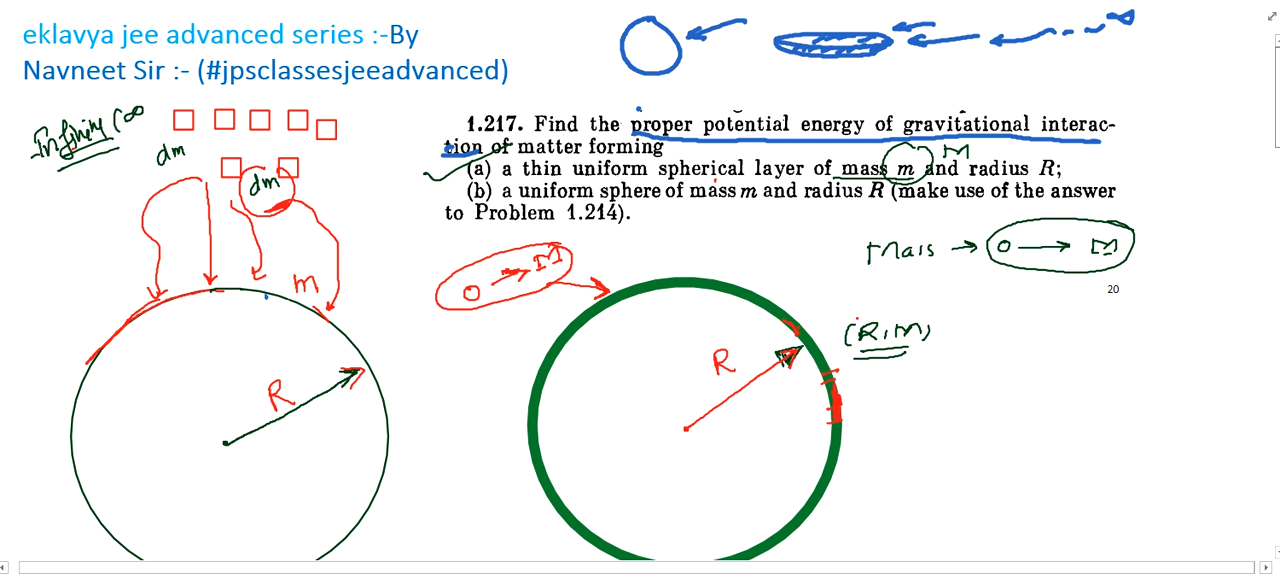 eklavya jee advanced series :-By
Navneet Sir :- (#jpsclassesjeeadvanced)
Infinity (∞
dm
dm
m
R
1.217. Find the proper potential energy of gravitational interac-
tion of matter forming
(a) a thin uniform spherical layer of mass m and radius R;
M
(b) a uniform sphere of mass m and radius R (make use of the answer
to Problem 1.214).
Mass → 0 → M
20
0 → M
(R,M)
R